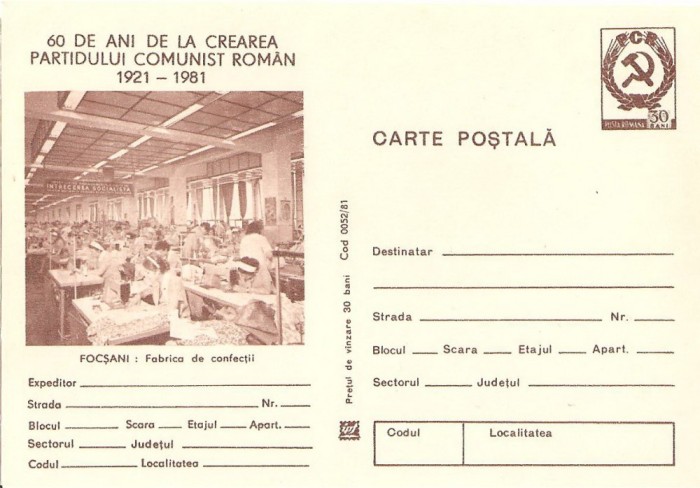 60 DE ANI DE LA CREAREA
PARTIDULUI COMUNIST ROMÂN
1921 – 1981
INTRECEREA SOCIALISTA
FOCȘANI : Fabrica de confecții
Expeditor
Strada Nr.
Blocul Scara Etajul Apart.
Sectorul Județul
Codul Localitatea
Prețul de vînzare 30 bani Cod 0052/81
PCR
POSTA ROMANA 30
BANI
CARTE POȘTALĂ
Destinatar
Strada Nr.
Blocul Scara Etajul Apart.
Sectorul Județul
Codul Localitatea